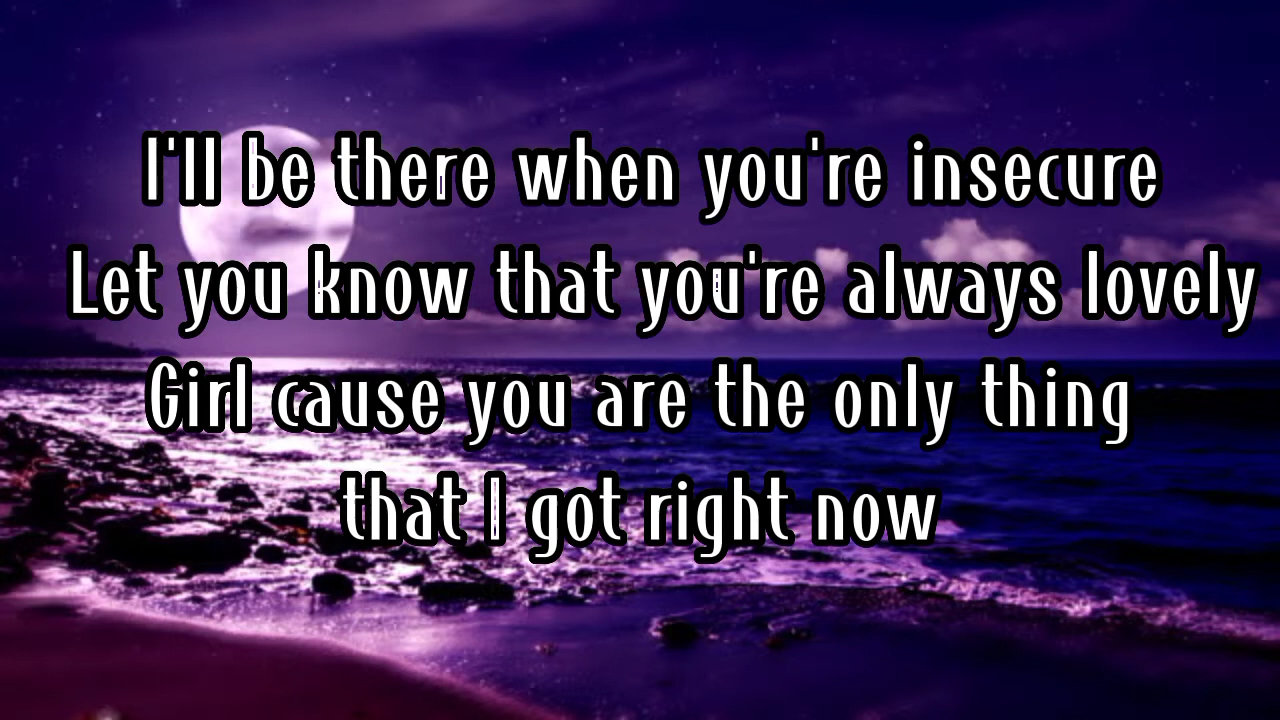 I'll be there when you're insecure
Let you know that you're always lovely
Girl cause you are the only thing
that I got right now